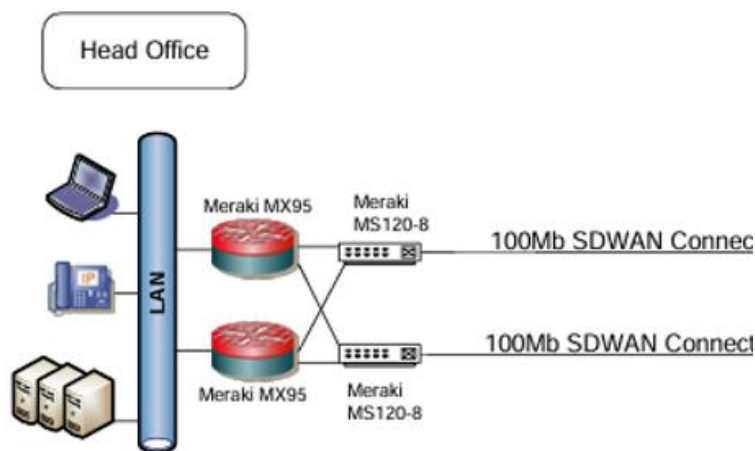 Head Office
Meraki MX95
Meraki
MS120-8
100Mb SDWAN Connec
IP
LAN
100Mb SDWAN Connect
Meraki MX95
Meraki
MS120-8